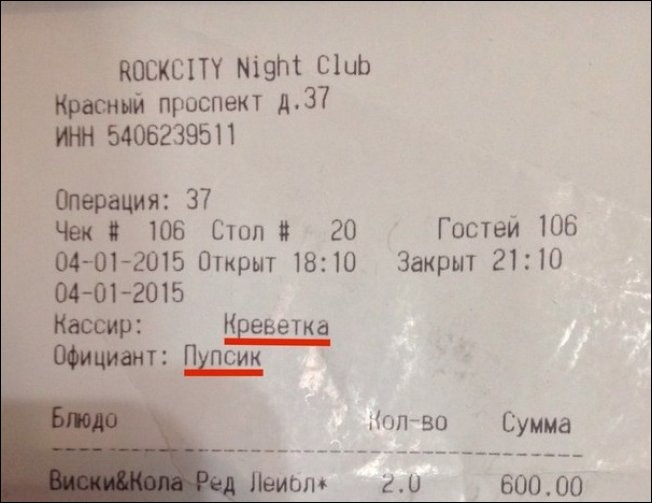 ROCKCITY Night Club
Красный проспект д.37
ИНН 5406239511
Операция: 37
Чек # 106 Стол # 20 Гостей 106
04-01-2015 Открыт 18:10 Закрыт 21:10
04-01-2015
Кассир: Креветка
Официант: Пупсик
Блюдо Кол-во Сумма
Виски&Кола Ред Лейбл* 2.0 600.00